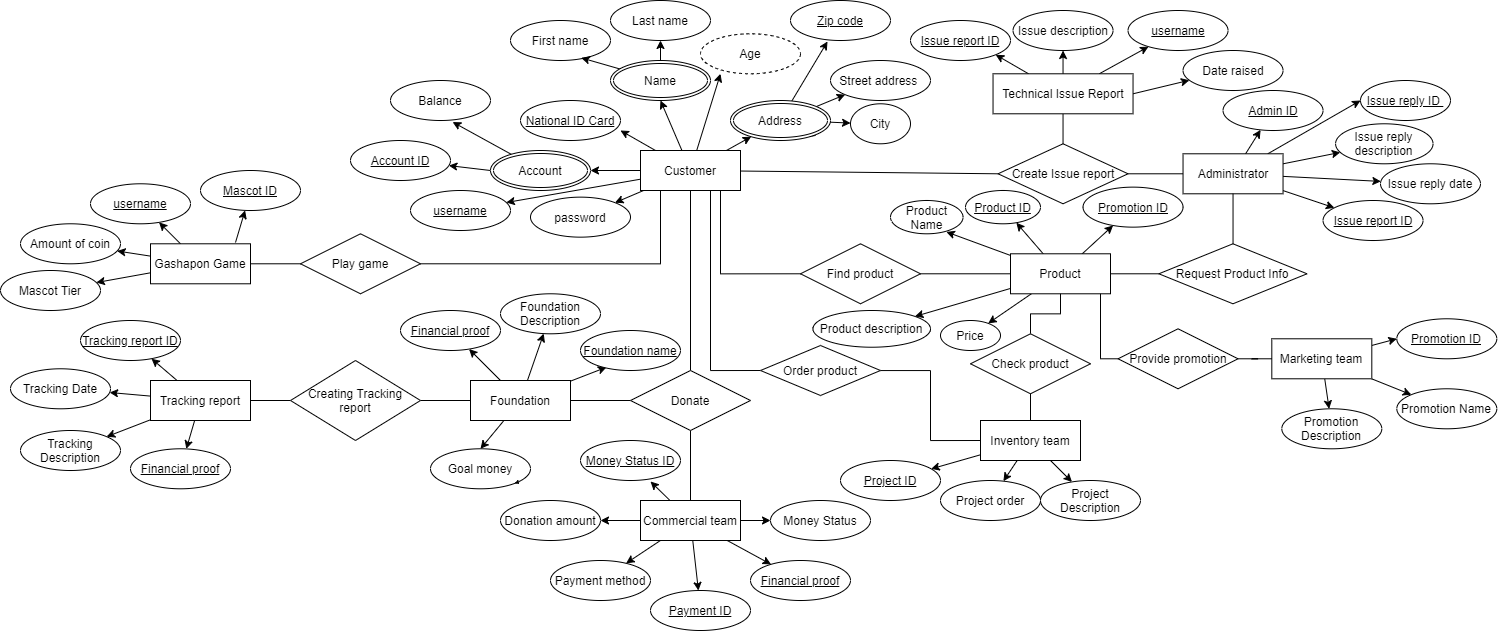 Last name
Zip code
First name
Age
Issue report ID
Issue description
username
Name
Date raised
Balance
Street address
Technical Issue Report
Issue reply ID
National ID Card
Address
City
Admin ID
Issue reply
description
Account ID
Account
Customer
Create Issue report
Administrator
Issue reply date
username
Mascot ID
username
password
Product
Name
Product ID
Promotion ID
Issue report ID
Amount of coin
Gashapon Game
Play game
Find product
Product
Request Product Info
Mascot Tier
Foundation
Description
Financial proof
Product description
Price
Tracking report ID
Foundation name
Promotion ID
Order product
Check product
Provide promotion
Marketing team
Tracking Date
Tracking report
Creating Tracking
report
Foundation
Donate
Promotion Name
Promotion
Description
Tracking
Description
Financial proof
Goal money
Money Status ID
Inventory team
Project ID
Project order
Project
Description
Donation amount
Commercial team
Money Status
Payment method
Financial proof
Payment ID